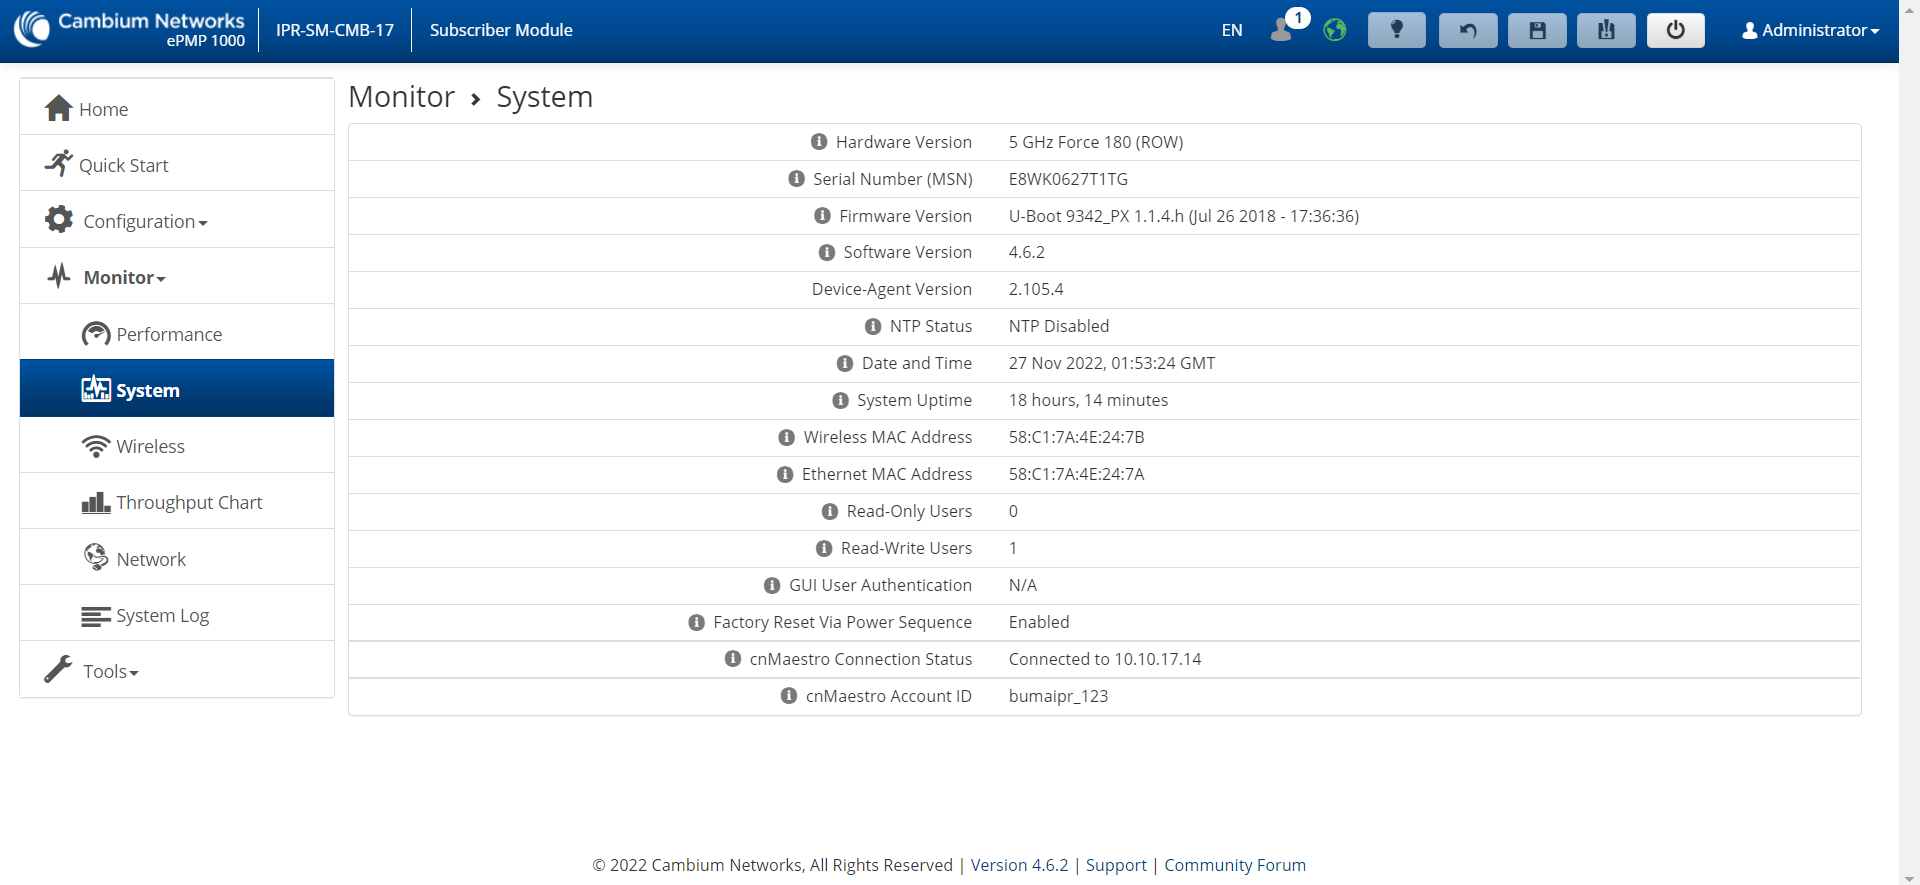 Cambium Networks
ePMP 1000
IPR-SM-CMB-17
Subscriber Module
EN
1
Administrator
Home
Quick Start
Configuration
Monitor
Performance
System
Wireless
Throughput Chart
Network
System Log
Tools
Monitor › System
Hardware Version 5 GHz Force 180 (ROW)
Serial Number (MSN) E8WK0627T1TG
Firmware Version U-Boot 9342_PX 1.1.4.h (Jul 26 2018 - 17:36:36)
Software Version 4.6.2
Device-Agent Version 2.105.4
NTP Status NTP Disabled
Date and Time 27 Nov 2022, 01:53:24 GMT
System Uptime 18 hours, 14 minutes
Wireless MAC Address 58:C1:7A:4E:24:7B
Ethernet MAC Address 58:C1:7A:4E:24:7A
Read-Only Users 0
Read-Write Users 1
GUI User Authentication N/A
Factory Reset Via Power Sequence Enabled
cnMaestro Connection Status Connected to 10.10.17.14
cnMaestro Account ID bumaipr_123
© 2022 Cambium Networks, All Rights Reserved | Version 4.6.2 | Support | Community Forum